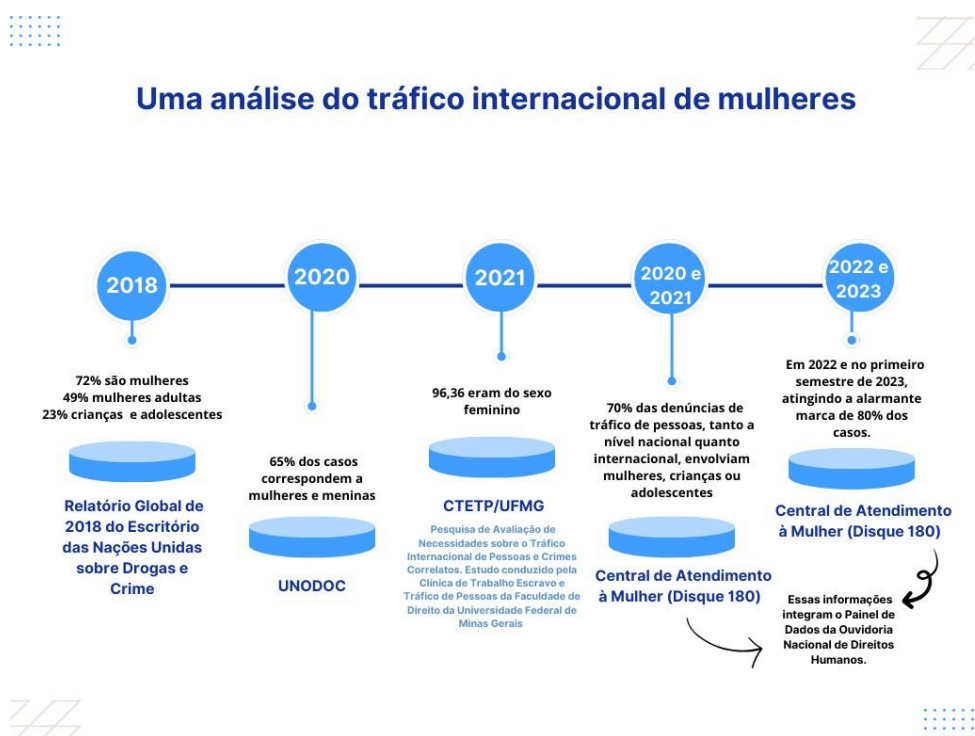 Uma análise do tráfico internacional de mulheres
2018
72% são mulheres
49% mulheres adultas
23% crianças e adolescentes
Relatório Global de
2018 do Escritório
das Nações Unidas
sobre Drogas e
Crime
2020
65% dos casos
correspondem a
mulheres e meninas
UNODOC
2021
96,36 eram do sexo
feminino
CTETP/UFMG
Pesquisa de Avaliação de
Necessidades sobre o Tráfico
Internacional de Pessoas e Crimes
Correlatos. Estudo conduzido pela
Clínica de Trabalho Escravo e
Tráfico de Pessoas da Faculdade de
Direito da Universidade Federal de
Minas Gerais
2020 e
2021
70% das denúncias de
tráfico de pessoas, tanto a
nível nacional quanto
internacional, envolviam
mulheres, crianças ou
adolescentes
Central de Atendimento
à Mulher (Disque 180)
2022 e
2023
Em 2022 e no primeiro
semestre de 2023,
atingindo a alarmante
marca de 80% dos
casos.
Central de Atendimento
à Mulher (Disque 180)
Essas informações
integram o Painel de
Dados da Ouvidoria
Nacional de Direitos
Humanos.